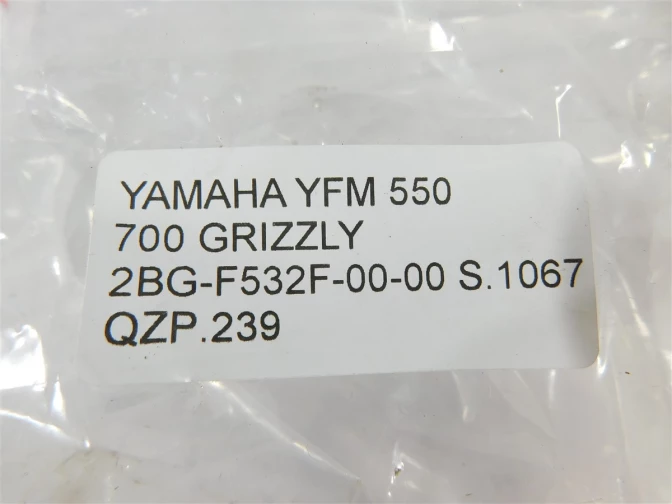 YAMAHA YFM 550
700 GRIZZLY
2BG-F532F-00-00 S.1067
QZP.239